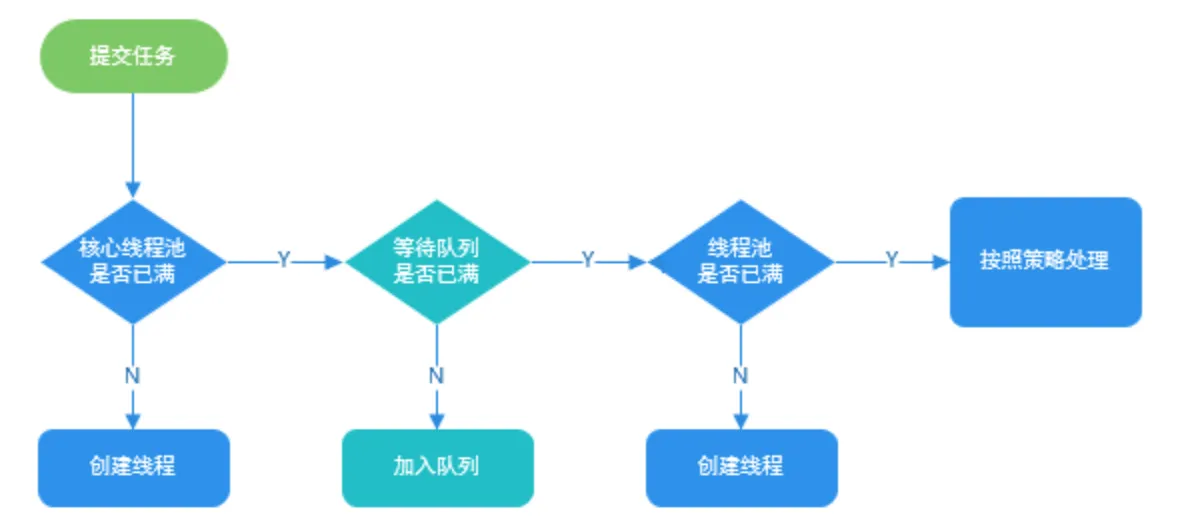 提交任务
核心线程池
是否已满
Y
等待队列
是否已满
Y
线程池
是否已满
Y
按照策略处理
N
N
N
创建线程
加入队列
创建线程